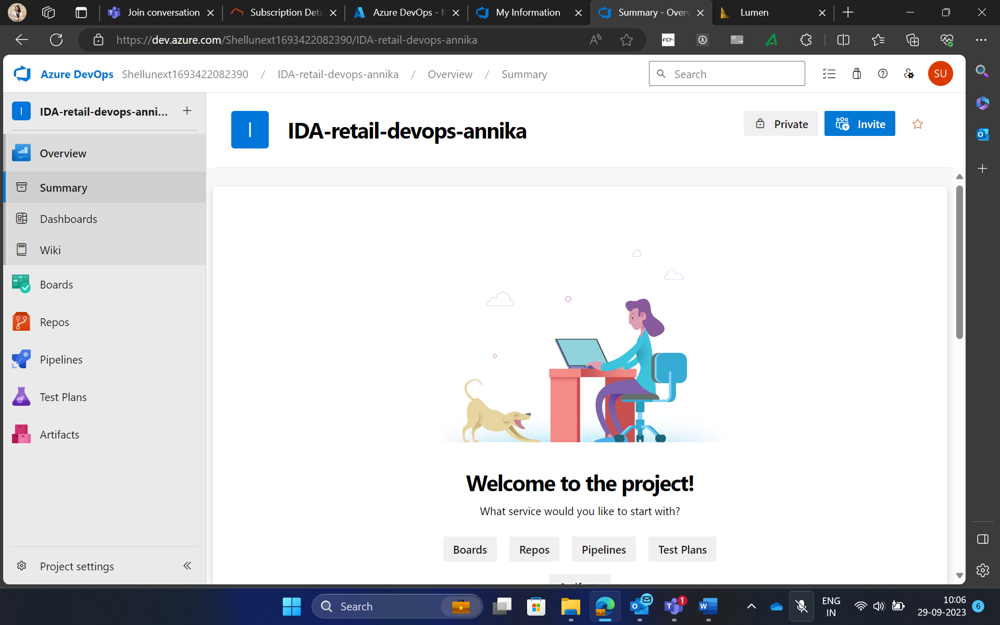 Join conversation
Subscription Deta
Azure DevOps - M
My Information
Summary - Over
Lumen
https://dev.azure.com/Shellunext1693422082390/IDA-retail-devops-annika
FCM
Azure DevOps
Shellunext1693422082390 / IDA-retail-devops-annika / Overview / Summary
Search
SU
I
IDA-retail-devops-anni...
Overview
Summary
Dashboards
Wiki
Boards
Repos
Pipelines
Test Plans
Artifacts
Project settings
I
IDA-retail-devops-annika
Private
Invite
Welcome to the project!
What service would you like to start with?
Boards
Repos
Pipelines
Test Plans
Search
1
ENG
IN
10:06
29-09-2023
6